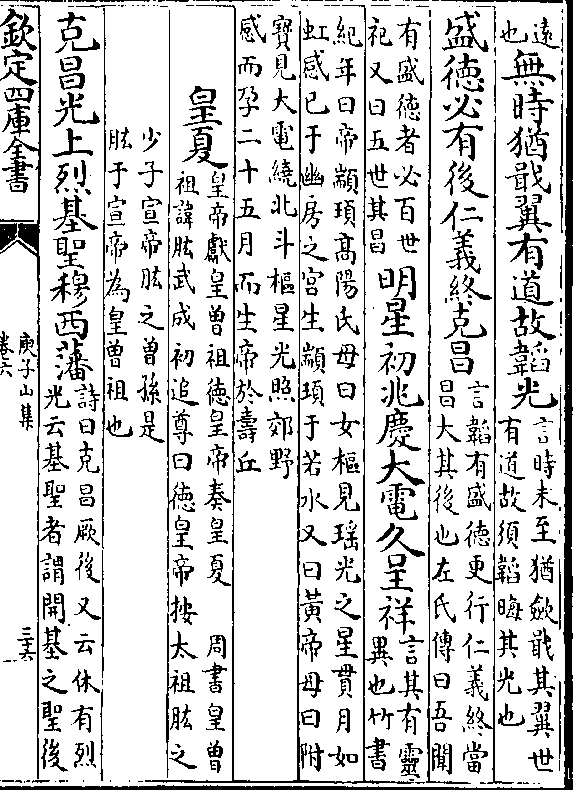 遠
也
無時猶戢翼有道故韜光
言時未至猶斂戢其翼世
有道故須韜晦其光也
盛德必有後仁義終克昌
言韜有盛德更行仁義終當
昌大其後也左氏傳曰吾聞
有盛德者必百世
祀又曰五世其昌
明星初兆慶大電久呈祥
言其有靈
異也竹書
紀年曰帝顓頊髙陽氏母曰女樞見瑶光之星貫月如
虹感已于幽房之宮生顓頊于若水又曰黃帝母曰附
寶見大電繞北斗樞星光照郊野
感而孕二十五月而生帝於壽丘
皇夏
皇帝獻皇曾祖徳皇帝奏皇夏 周書皇曾
祖諱肱武成初追尊曰徳皇帝按太祖肱之
少子宣帝肱之曾孫是
肱于宣帝為皇曾祖也
克昌光上烈基聖穆西藩
詩曰克昌厥後又云休有烈
光云基聖者謂開基之聖後
欽定四庫全書
庾子山集
卷六